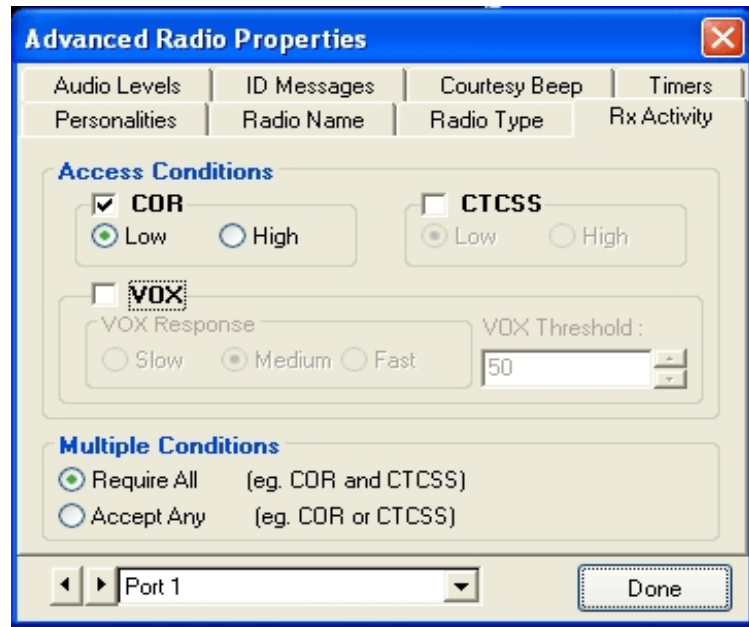 Advanced Radio Properties
Audio Levels ID Messages Courtesy Beep Timers
Personalities Radio Name Radio Type Rx Activity
Access Conditions
COR CTCSS
Low High Low High
VOX
VOX Response VOX Threshold :
Slow Medium Fast 50
Multiple Conditions
Require All (eg. COR and CTCSS)
Accept Any (eg. COR or CTCSS)
Port 1 Done